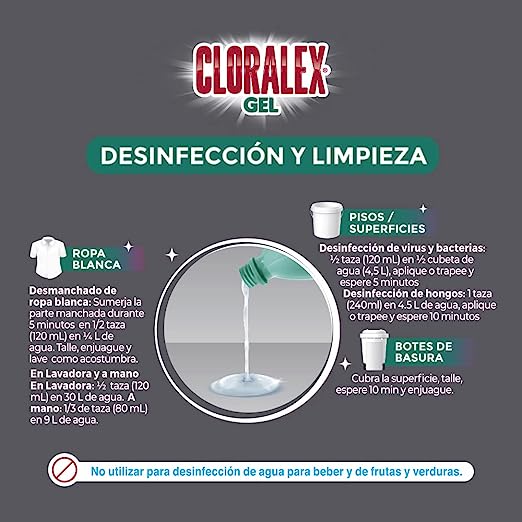 CLORALEX®
GEL
DESINFECCIÓN Y LIMPIEZA
ROPA
BLANCA
Desmanchado de
ropa blanca: Sumerja la
parte manchada durante
5 minutos en 1/2 taza
(120 mL) en ¼ L de
agua. Talle, enjuague y
lave como acostumbra.
En Lavadora y a mano
En Lavadora: ½ taza (120
mL) en 30 L de agua. A
mano: 1/3 de taza (80 mL)
en 9 L de agua.
PISOS /
SUPERFICIES
Desinfección de virus y bacterias:
½ taza (120 mL) en ½ cubeta de
agua (4,5 L), aplique o trapee y
espere 5 minutos
Desinfección de hongos: 1 taza
(240ml) en 4.5 L de agua, aplique
o trapee y espere 10 minutos
BOTES DE
BASURA
Cubra la superficie, talle,
espere 10 min y enjuague.
No utilizar para desinfección de agua para beber y de frutas y verduras.